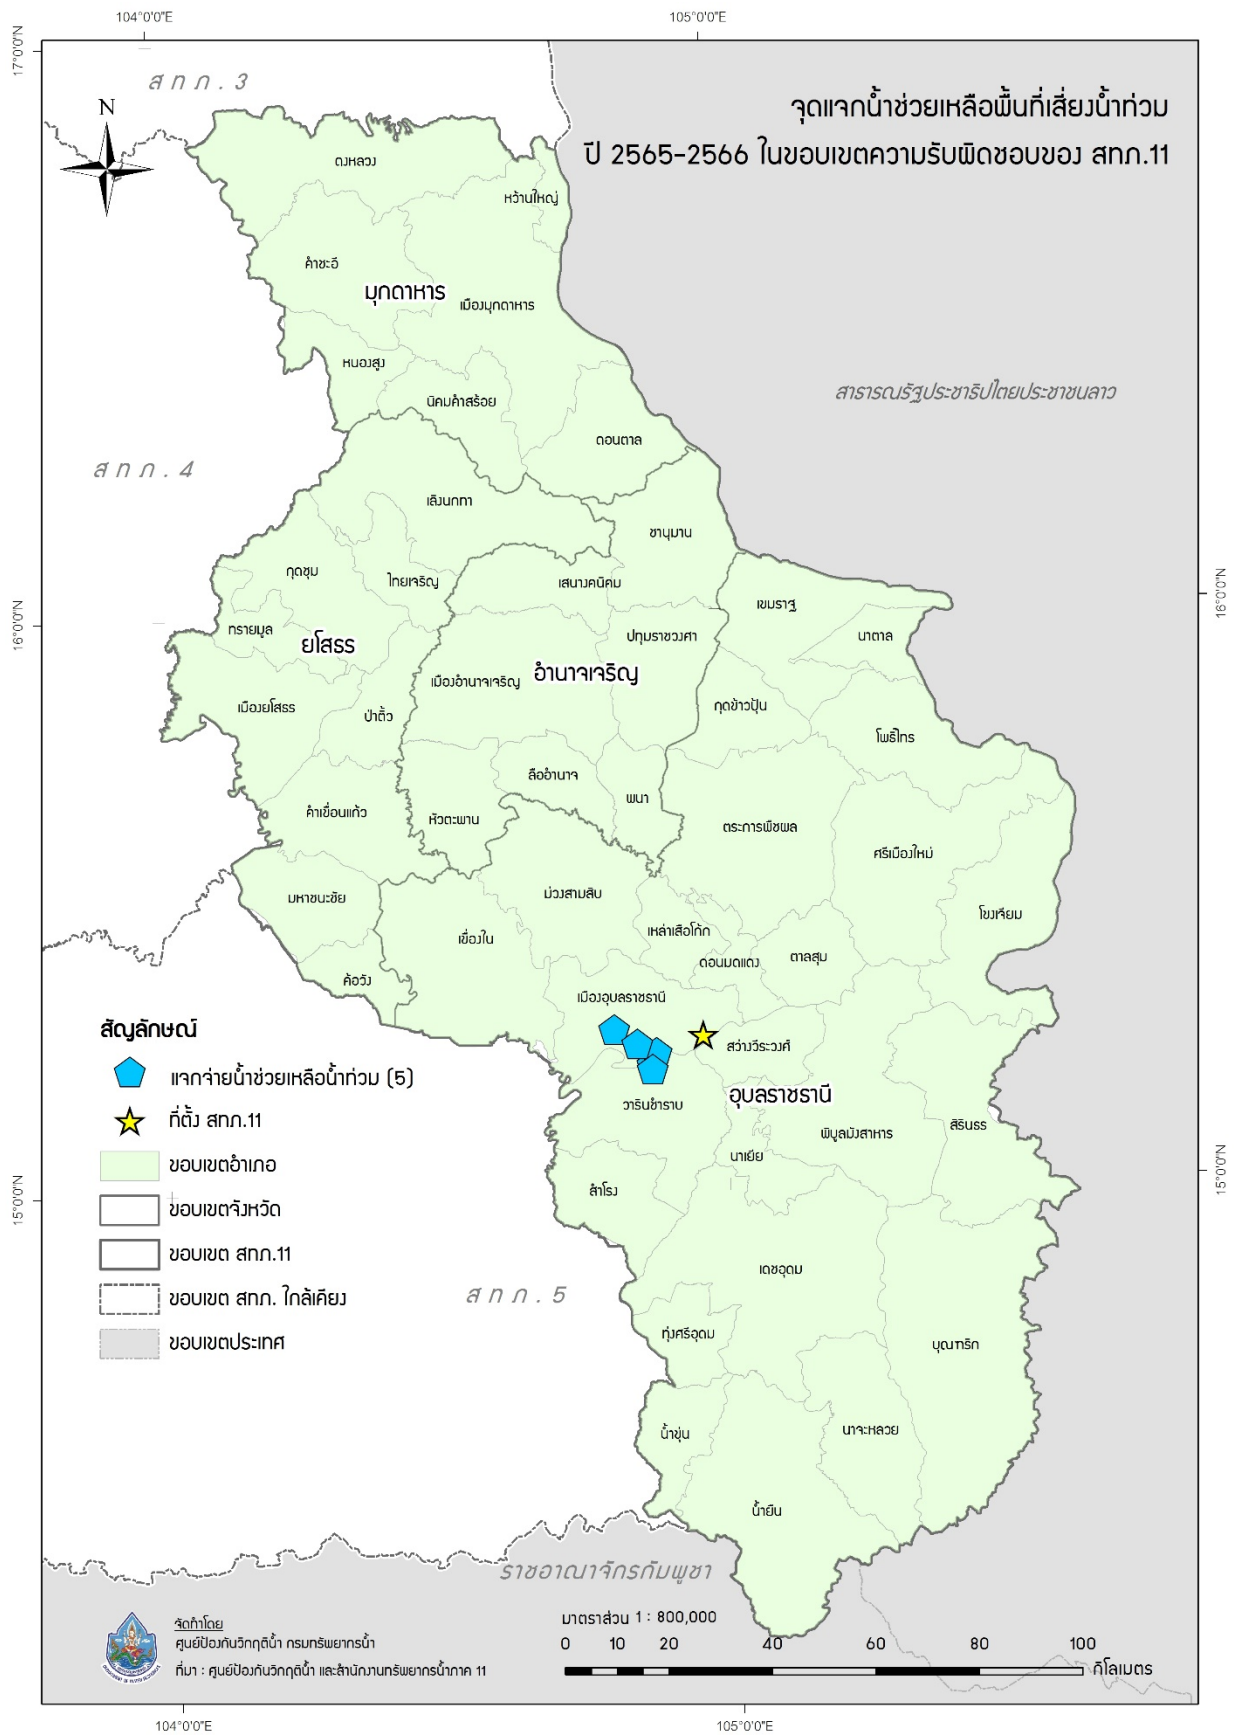 104°0'0"E
105°0'0"E
17°0'0"N
สทภ.3
N
จุดแจกน้ำช่วยเหลือพื้นที่เสี่ยงน้ำท่วม
ปี 2565-2566 ในขอบเขตความรับผิดชอบของ สทภ.11
ดงหลวง
หว้านใหญ่
คำชะอี
มุกดาหาร
เมืองมุกดาหาร
หนองสูง
นิคมคำสร้อย
สาธารณรัฐประชาธิปไตยประชาชนลาว
ดอนตาล
สทภ.4
เลิงนกทา
ชานุมาน
กุดชุม
ไทยเจริญ
เสนางคนิคม
เขมราฐ
16°0'0"N
16°0'0"N
ทรายมูล
ยโสธร
ปทุมราชวงศา
นาตาล
เมืองอำนาจเจริญ
อำนาจเจริญ
เมืองยโสธร
ป่าติ้ว
กุดข้าวปุ้น
โพธิ์ไทร
ลืออำนาจ
พนา
คำเขื่อนแก้ว
หัวตะพาน
ตระการพืชผล
ศรีเมืองใหม่
มหาชนะชัย
ม่วงสามสิบ
โขงเจียม
เขื่องใน
เหล่าเสือโก้ก
ดอนมดแดง
ตาลสุม
ค้อวัง
เมืองอุบลราชธานี
สว่างวีระวงศ์
วารินชำราบ
อุบลราชธานี
พิบูลมังสาหาร
สิรินธร
นาเยีย
สำโรง
15°0'0"N
15°0'0"N
สัญลักษณ์
แจกจ่ายน้ำช่วยเหลือน้ำท่วม (5)
ที่ตั้ง สทภ.11
ขอบเขตอำเภอ
ขอบเขตจังหวัด
ขอบเขต สทภ.11
ขอบเขต สทภ. ใกล้เคียง
ขอบเขตประเทศ
เดชอุดม
สทภ.5
ทุ่งศรีอุดม
บุณฑริก
น้ำขุ่น
นาจะหลวย
น้ำยืน
ราชอาณาจักรกัมพูชา
จัดทำโดย
ศูนย์ป้องกันวิกฤติน้ำ กรมทรัพยากรน้ำ
ที่มา : ศูนย์ป้องกันวิกฤติน้ำ และสำนักงานทรัพยากรน้ำภาค 11
มาตราส่วน 1 : 800,000
0 10 20 40 60 80 100
กิโลเมตร
104°0'0"E
105°0'0"E